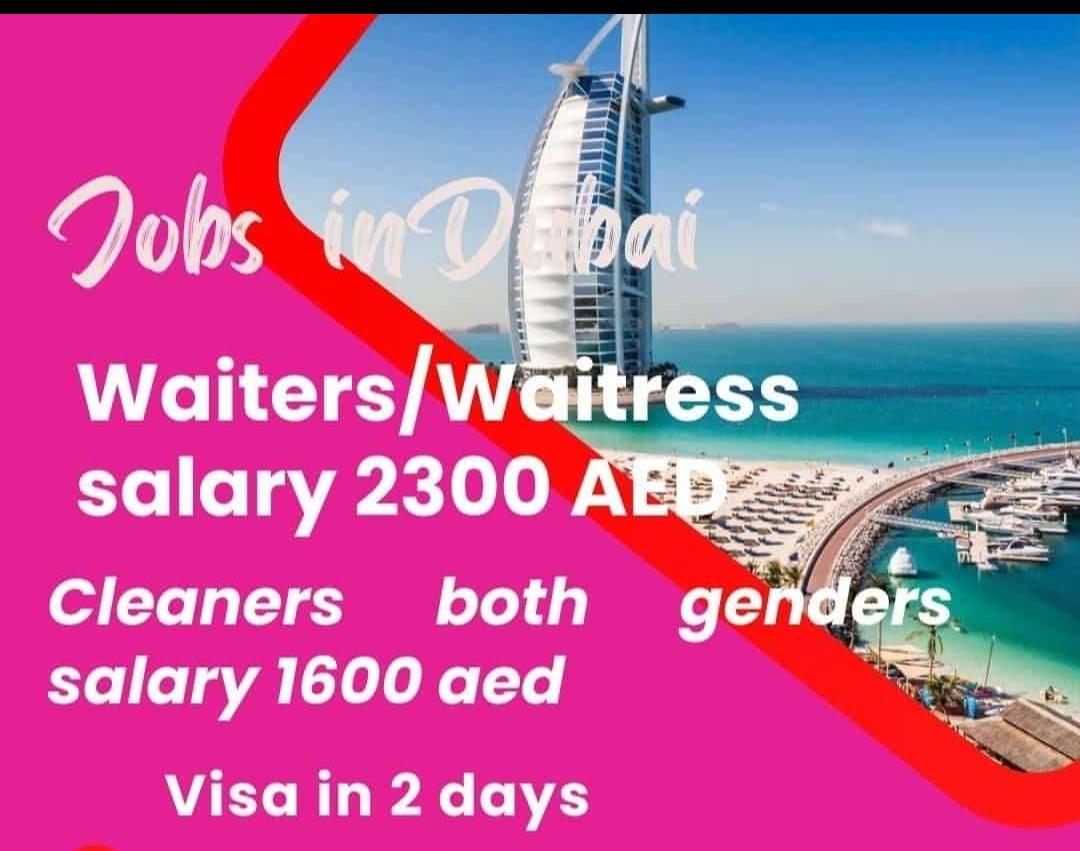 Jobs in Dubai
Waiters/Waitress
salary 2300 AED
Cleaners both genders
salary 1600 aed
Visa in 2 days